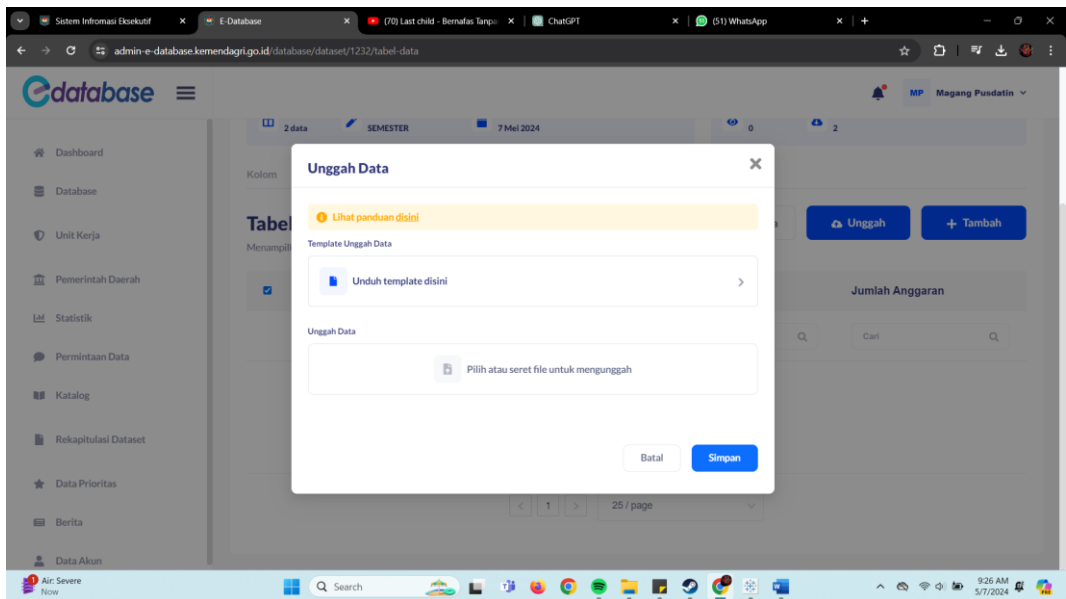 Sistem Infromasi Eksekutif
E-Database
(70) Last child - Bernafas Tanpa
ChatGPT
(51) WhatsApp
admin-e-database.kemendagri.go.id/database/dataset/1232/tabel-data
edatabase
MP Magang Pusdatin
2 data
SEMESTER
7 Mei 2024
0
2
Dashboard
Database
Unit Kerja
Pemerintah Daerah
Statistik
Permintaan Data
Katalog
Rekapitulasi Dataset
Data Prioritas
Berita
Data Akun
Kolom
Tabel
Menampil
Unggah
+ Tambah
Jumlah Anggaran
Cari
Unggah Data
Lihat panduan disini
Template Unggah Data
Unduh template disini
Unggah Data
Pilih atau seret file untuk mengunggah
Batal
Simpan
< 1 >
25 / page
1
Air: Severe
Now
Search
9:26 AM
5/7/2024